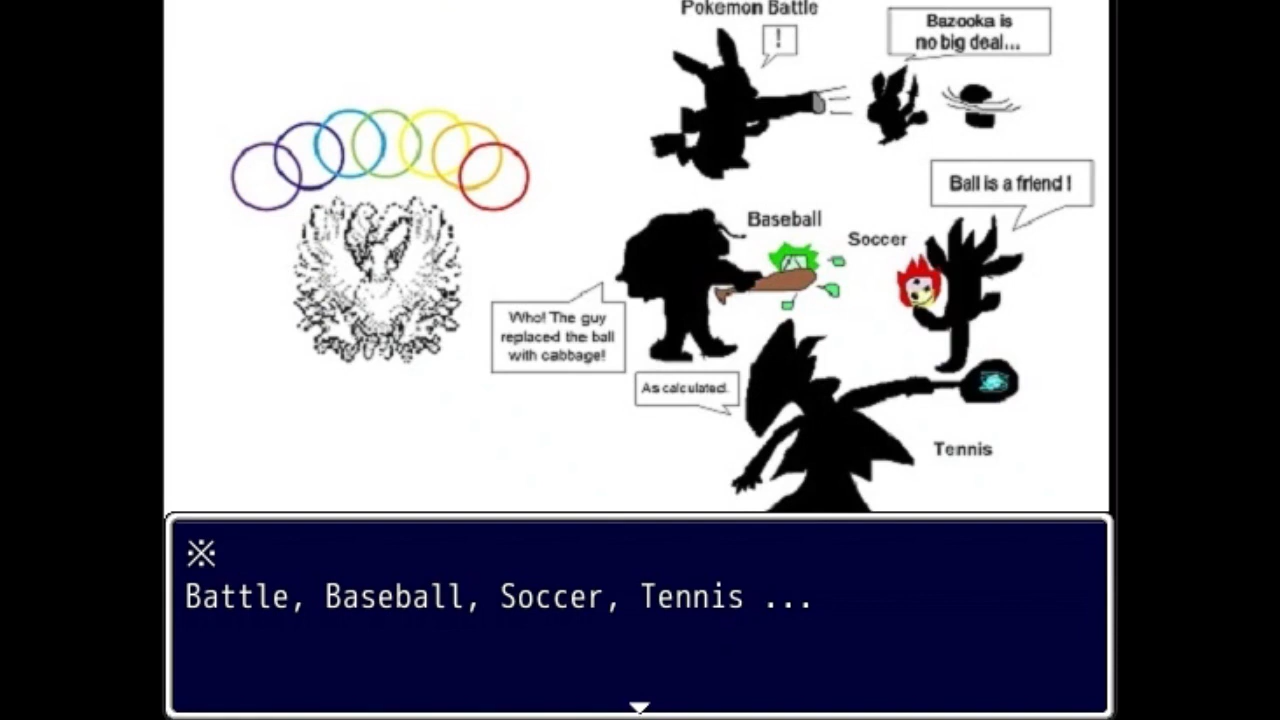 Pokemon Battle
!
Bazooka is
no big deal...
Ball is a friend !
Baseball
Soccer
Who! The guy
replaced the ball
with cabbage!
As calculated.
Tennis
※
Battle, Baseball, Soccer, Tennis ...